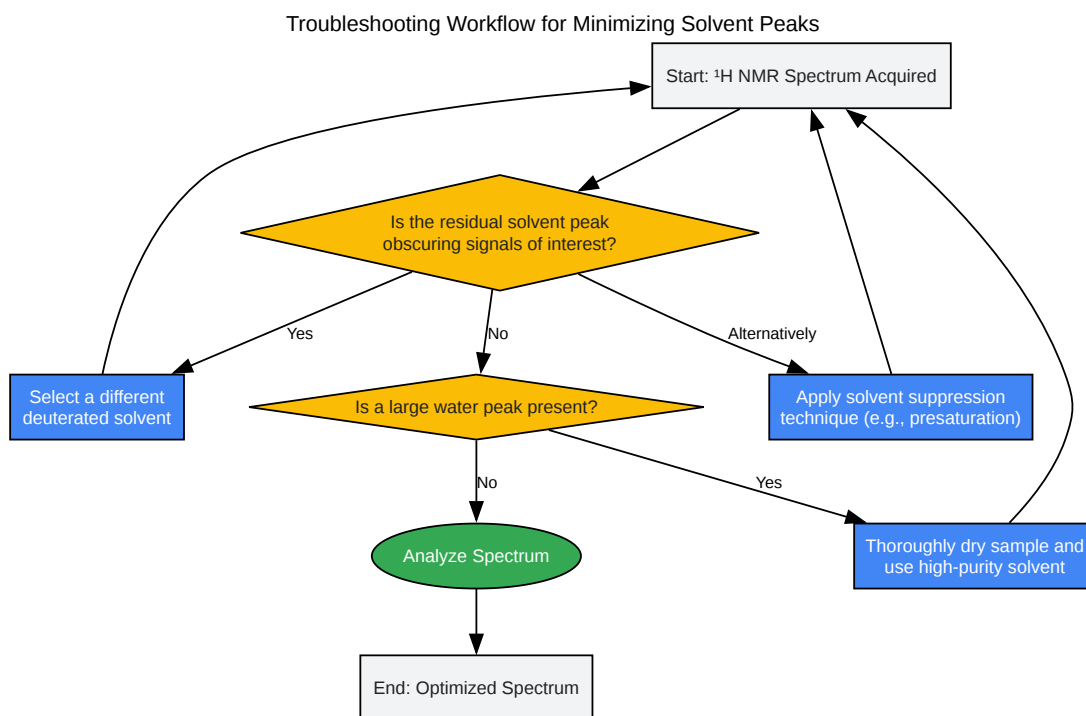 Troubleshooting Workflow for Minimizing Solvent Peaks
Start: ¹H NMR Spectrum Acquired
Is the residual solvent peak
obscuring signals of interest?
Yes
No
Alternatively
Select a different
deuterated solvent
Is a large water peak present?
Apply solvent suppression
technique (e.g., presaturation)
No
Yes
Analyze Spectrum
Thoroughly dry sample and
use high-purity solvent
End: Optimized Spectrum